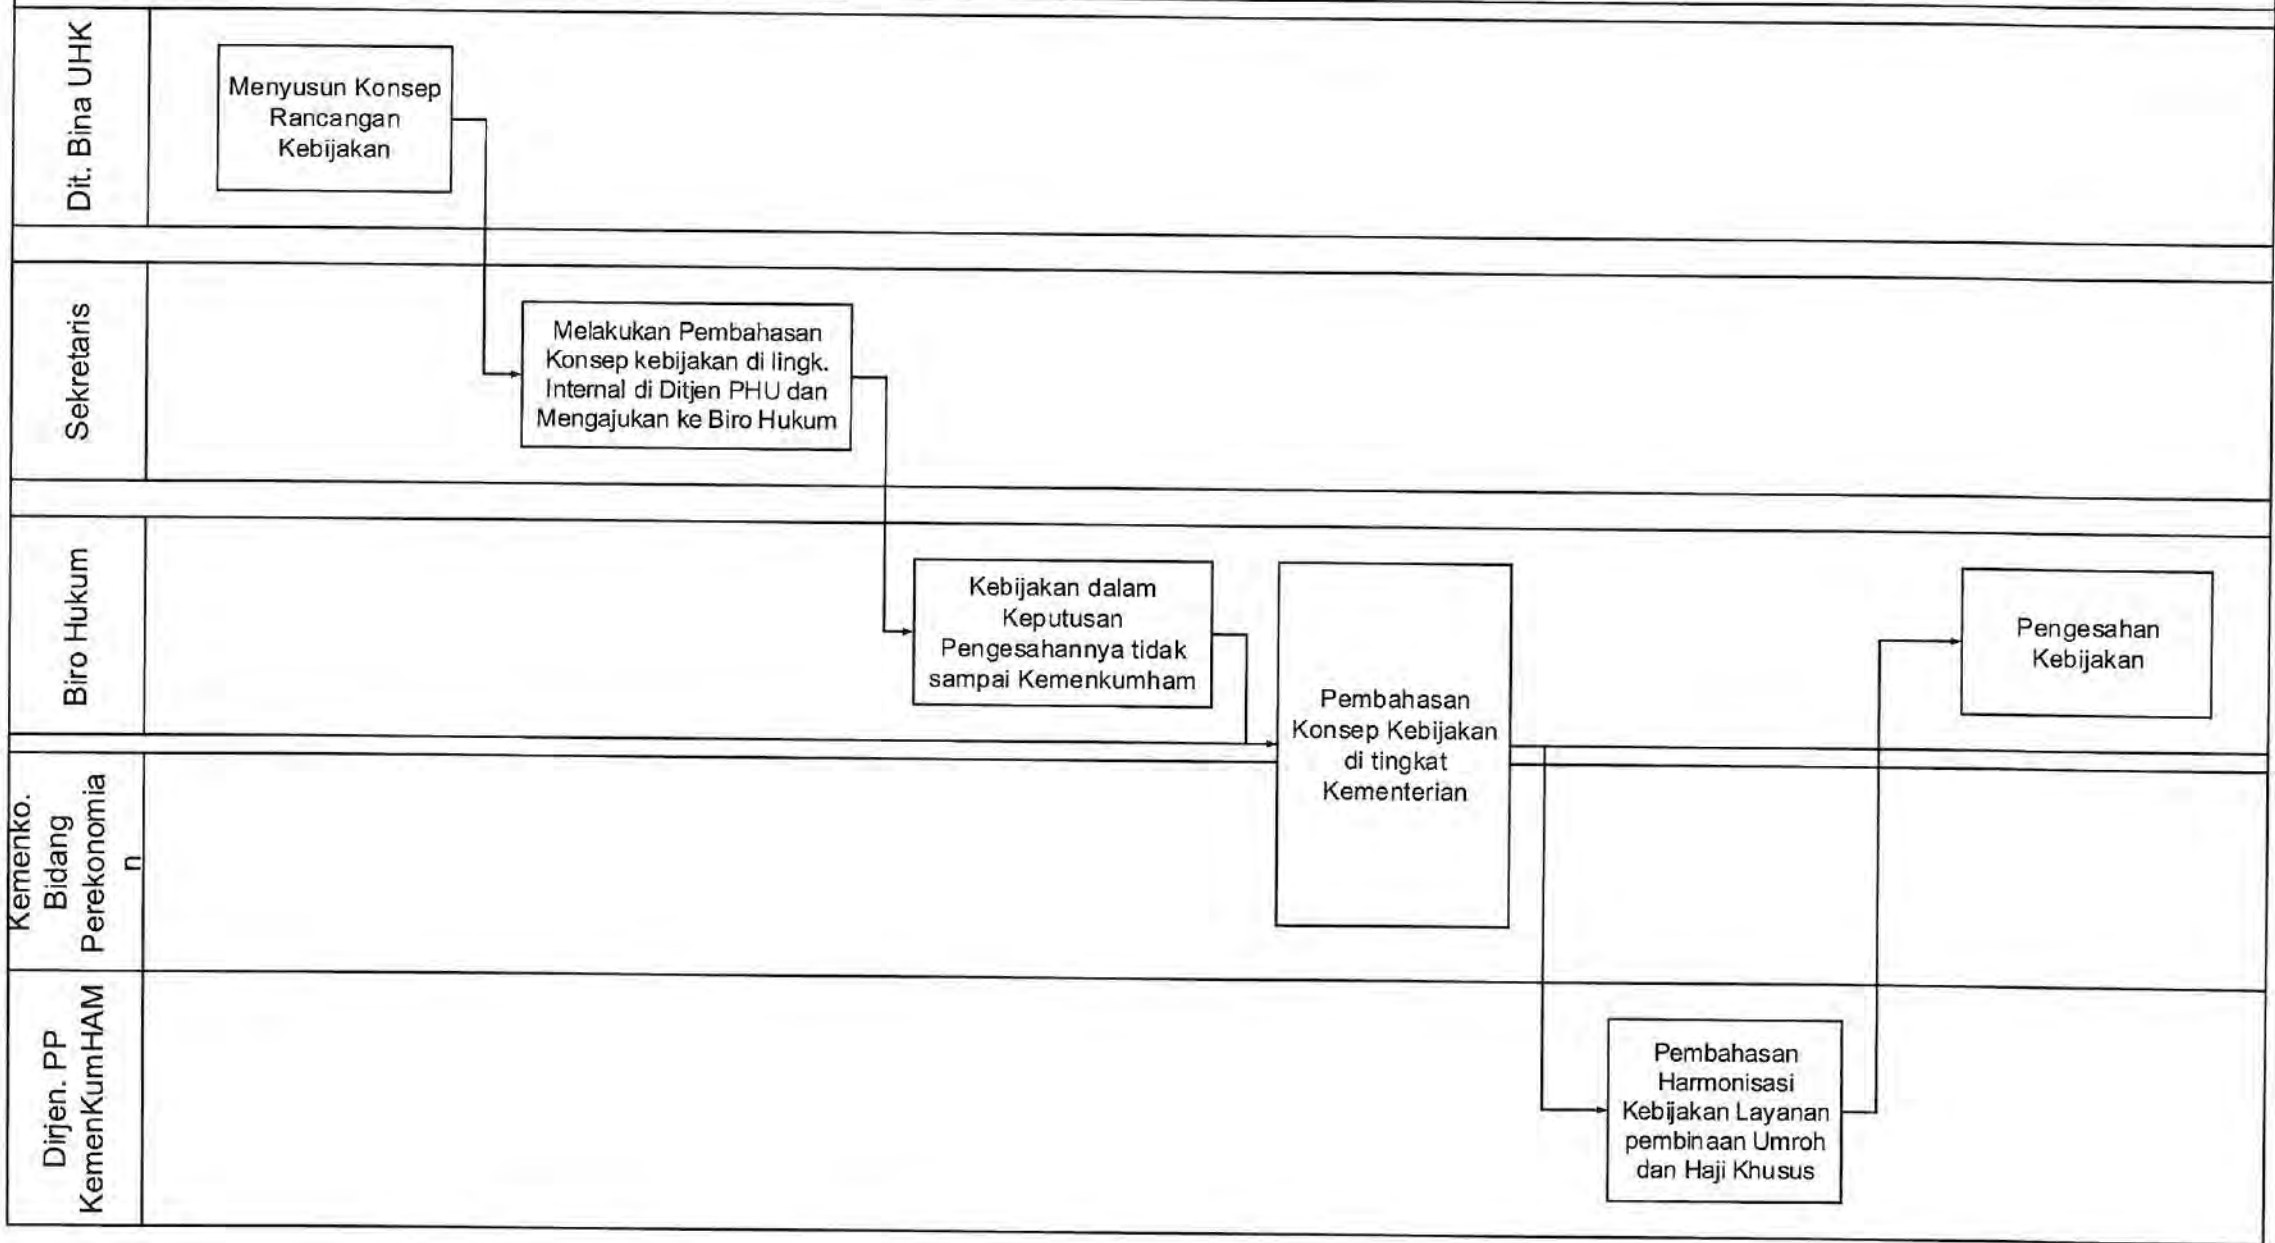 Dit. Bina UHK
Menyusun Konsep
Rancangan
Kebijakan
Sekretaris
Melakukan Pembahasan
Konsep kebijakan di lingk.
Internal di Ditjen PHU dan
Mengajukan ke Biro Hukum
Biro Hukum
Kebijakan dalam
Keputusan
Pengesahannya tidak
sampai Kemenkumham
Pembahasan
Konsep Kebijakan
di tingkat
Kementerian
Pengesahan
Kebijakan
Kemenko.
Bidang
Perekonomia
n
Dirjen. PP
KemenKumHAM
Pembahasan
Harmonisasi
Kebijakan Layanan
pembinaan Umroh
dan Haji Khusus